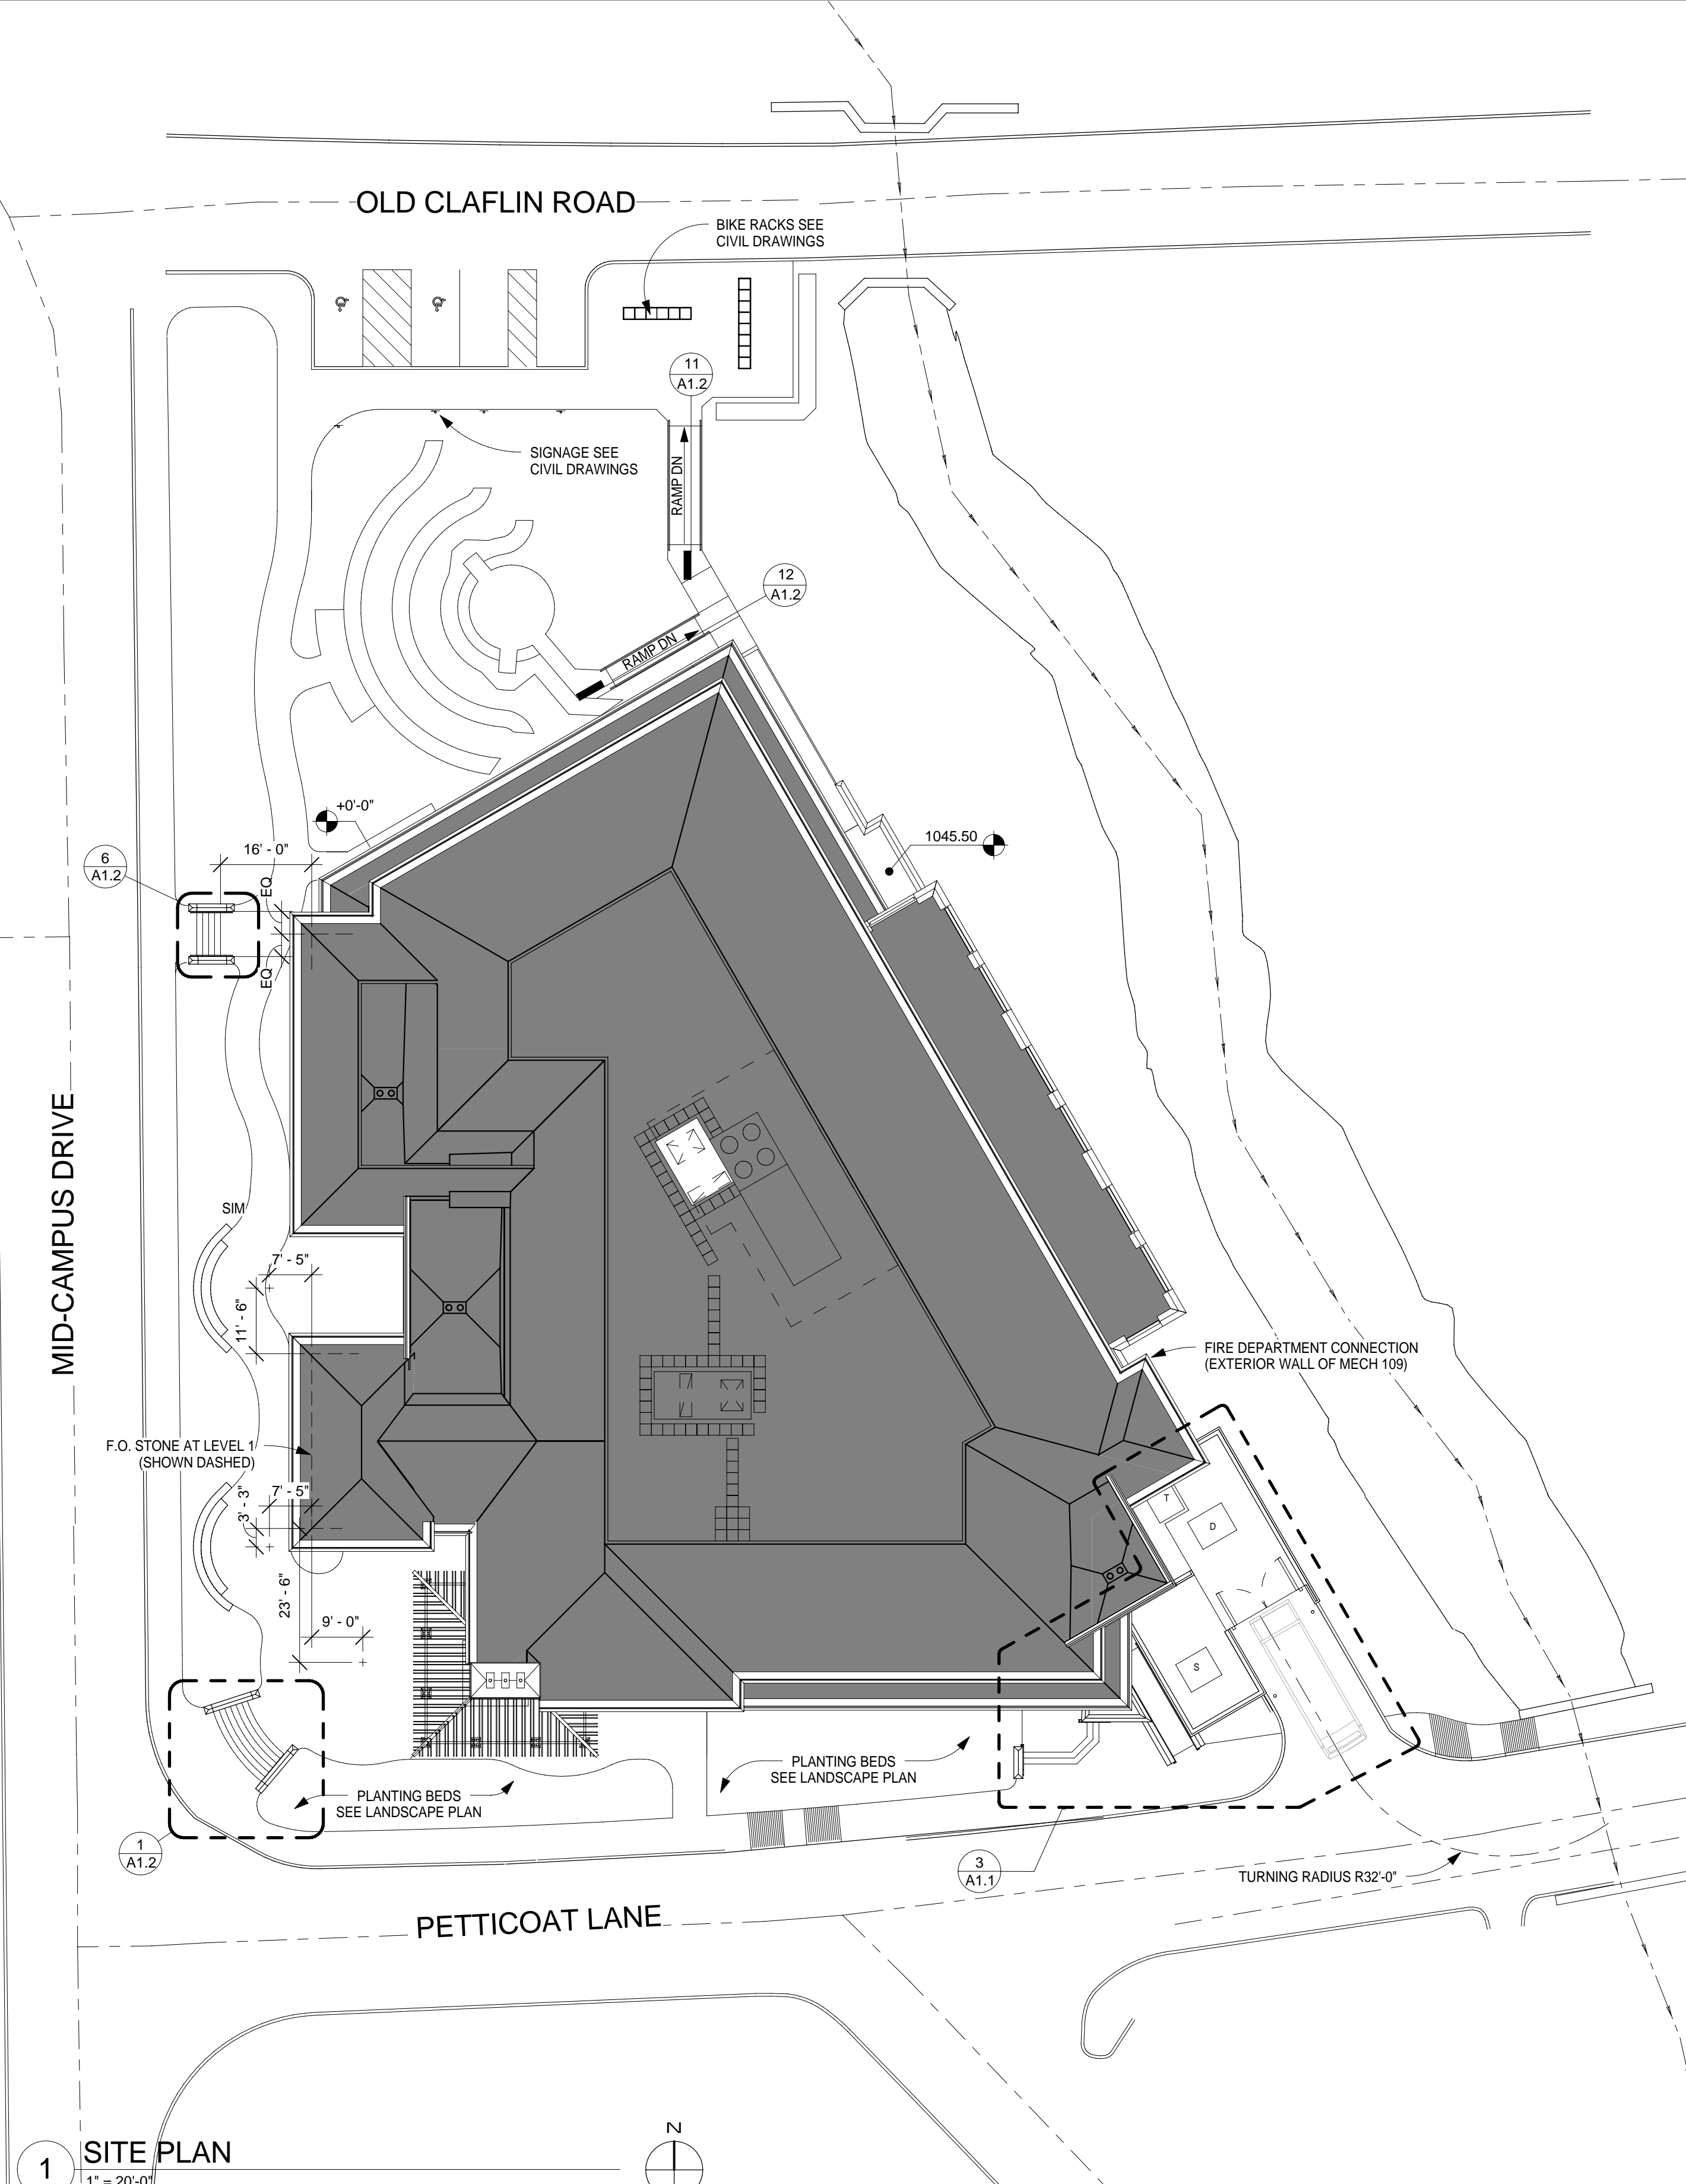 OLD CLAFLIN ROAD
BIKE RACKS SEE
CIVIL DRAWINGS
11
A1.2
SIGNAGE SEE
CIVIL DRAWINGS
RAMP DN
12
A1.2
RAMP DN
+0'-0"
1045.50
16' - 0"
6
A1.2
EQ
EQ
MID-CAMPUS DRIVE
SIM
7' - 5"
11' - 6"
FIRE DEPARTMENT CONNECTION
(EXTERIOR WALL OF MECH 109)
F.O. STONE AT LEVEL 1
(SHOWN DASHED)
7' - 5"
3' - 3"
T
D
23' - 6"
9' - 0"
S
PLANTING BEDS
SEE LANDSCAPE PLAN
PLANTING BEDS
SEE LANDSCAPE PLAN
1
A1.2
3
A1.1
TURNING RADIUS R32'-0"
PETTICOAT LANE
N
1
SITE PLAN
1" = 20'-0"